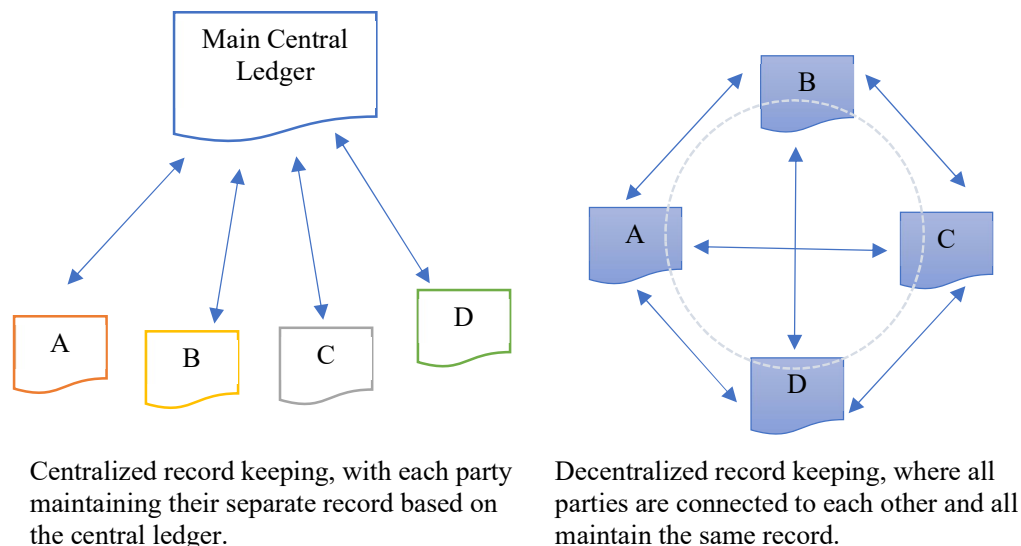 Main Central
Ledger
A
B
C
D
Centralized record keeping, with each party
maintaining their separate record based on
the central ledger.
B
A
C
D
Decentralized record keeping, where all
parties are connected to each other and all
maintain the same record.